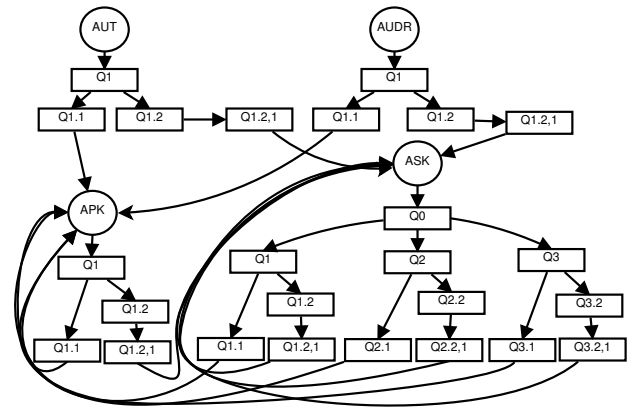 AUT
AUDR
Q1
Q1
Q1.1
Q1.2
Q1.2,1
Q1.1
Q1.2
Q1.2,1
ASK
APK
Q0
Q1
Q1
Q2
Q3
Q1.2
Q1.2
Q2.2
Q3.2
Q1.1
Q1.2,1
Q1.1
Q1.2,1
Q2.1
Q2.2,1
Q3.1
Q3.2,1